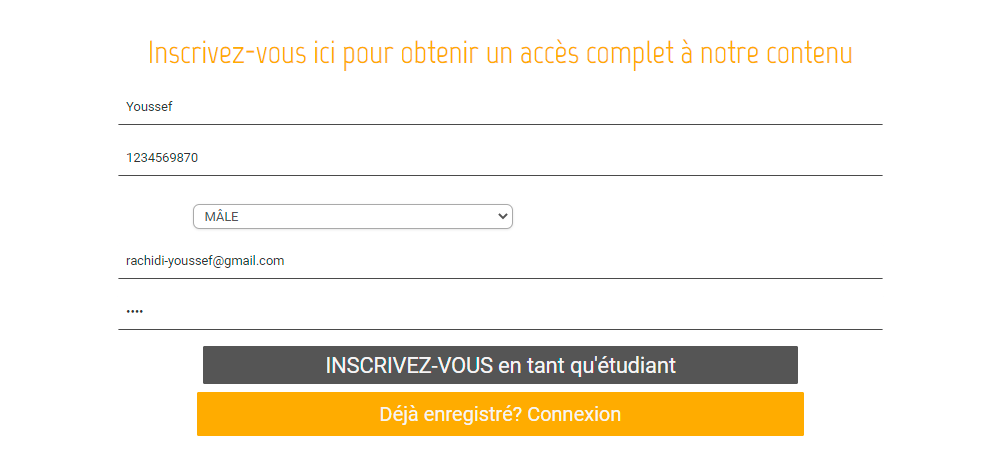 Inscrivez-vous ici pour obtenir un accès complet à notre contenu
Youssef
1234569870
MÂLE
rachidi-youssef@gmail.com
••••
INSCRIVEZ-VOUS en tant qu'étudiant
Déjà enregistré? Connexion